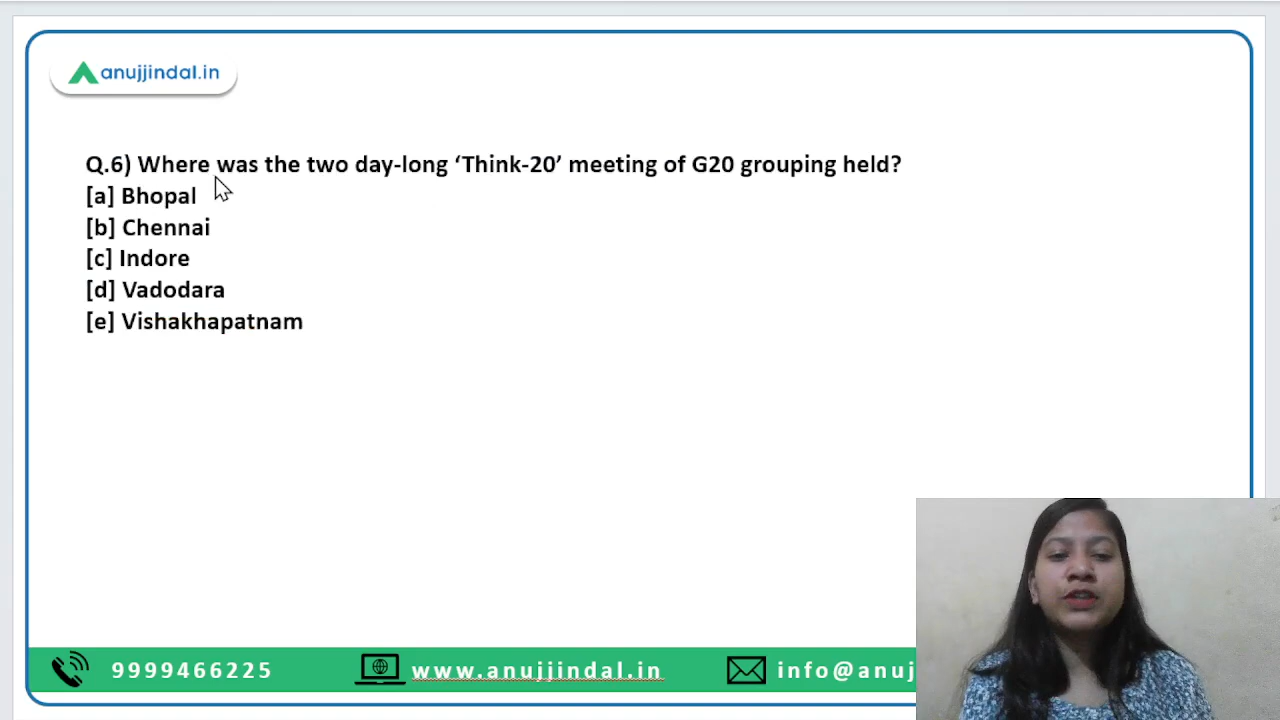 anujjindal.in
Q.6) Where was the two day-long ‘Think-20’ meeting of G20 grouping held?
[a] Bhopal
[b] Chennai
[c] Indore
[d] Vadodara
[e] Vishakhapatnam
9999466225 www.anujjindal.in info@anuj